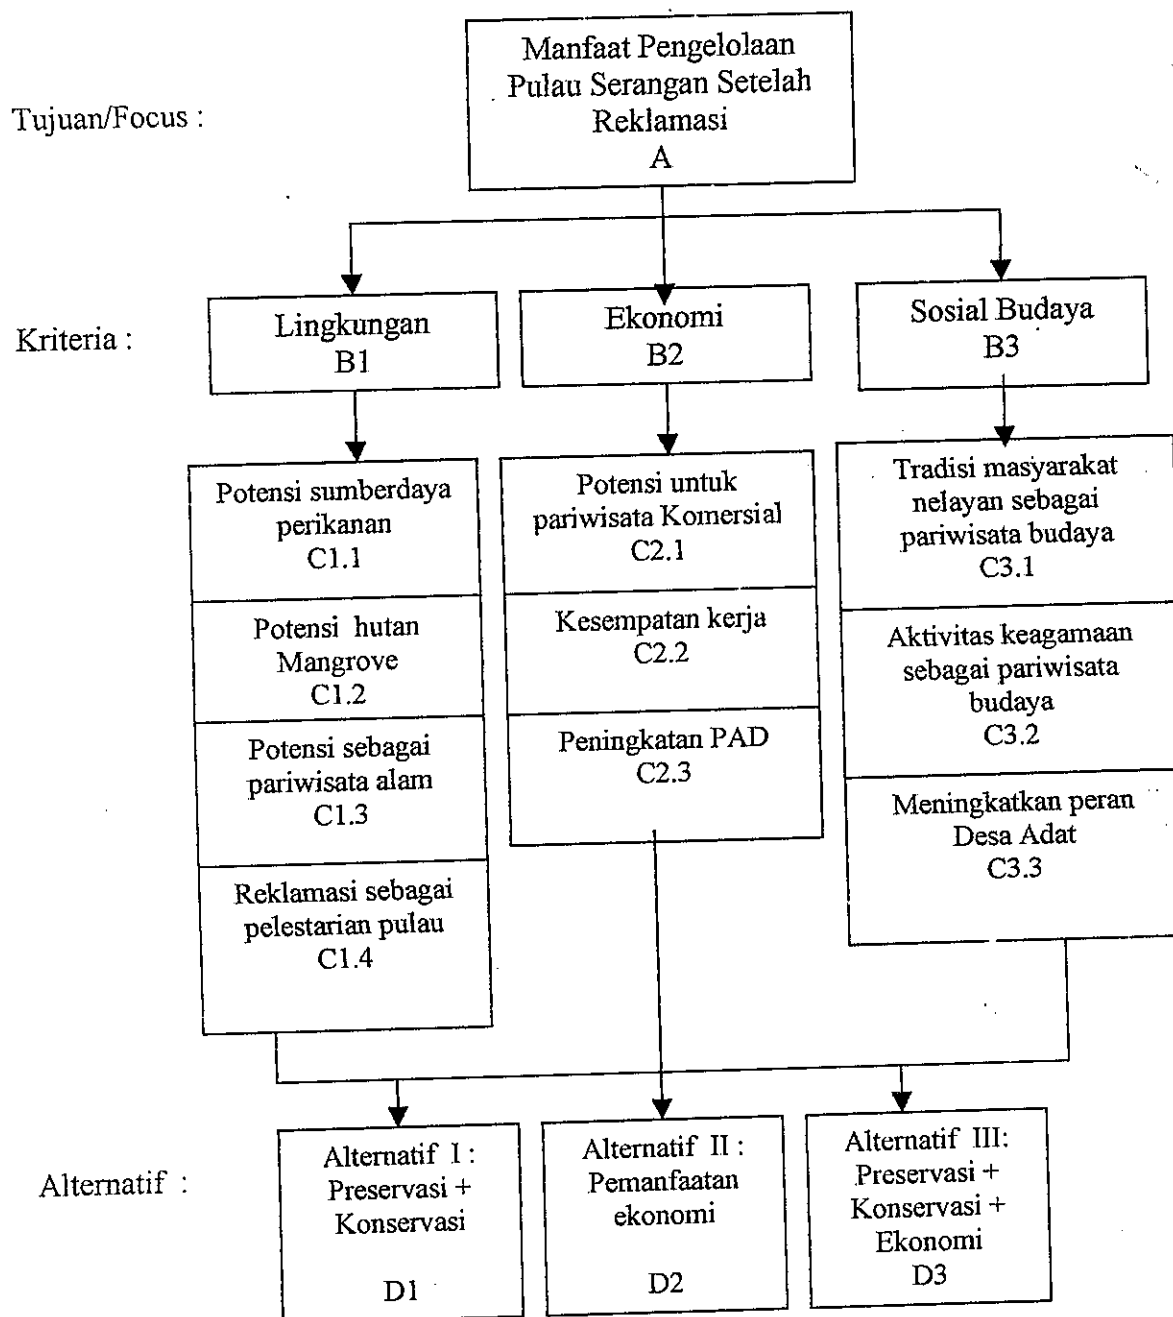 Tujuan/Focus :
Manfaat Pengelolaan
Pulau Serangan Setelah
Reklamasi
A
Kriteria :
Lingkungan
B1
Ekonomi
B2
Sosial Budaya
B3
Potensi sumberdaya
perikanan
C1.1
Potensi hutan
Mangrove
C1.2
Potensi sebagai
pariwisata alam
C1.3
Reklamasi sebagai
pelestarian pulau
C1.4
Potensi untuk
pariwisata Komersial
C2.1
Kesempatan kerja
C2.2
Peningkatan PAD
C2.3
Tradisi masyarakat
nelayan sebagai
pariwisata budaya
C3.1
Aktivitas keagamaan
sebagai pariwisata
budaya
C3.2
Meningkatkan peran
Desa Adat
C3.3
Alternatif :
Alternatif I :
Preservasi +
Konservasi
D1
Alternatif II :
Pemanfaatan
ekonomi
D2
Alternatif III:
Preservasi +
Konservasi +
Ekonomi
D3